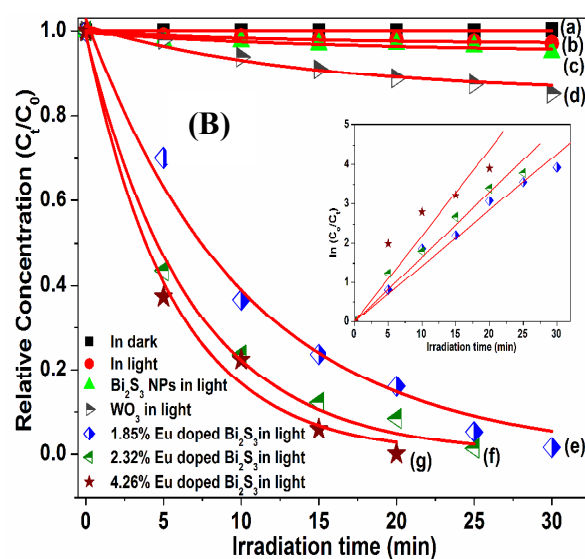 (B)
Relative Concentration (Cₜ/C₀)
1.0
0.8
0.6
0.4
0.2
0.0
(a)
(b)
(c)
(d)
(e)
(f)
(g)
In dark
In light
Bi₂S₃ NPs in light
WO₃ in light
1.85% Eu doped Bi₂S₃ in light
2.32% Eu doped Bi₂S₃ in light
4.26% Eu doped Bi₂S₃ in light
0 5 10 15 20 25 30
Irradiation time (min)
ln (C₀/Cₜ)
5
4
3
2
1
0
5 10 15 20 25 30
Irradiation time (min)